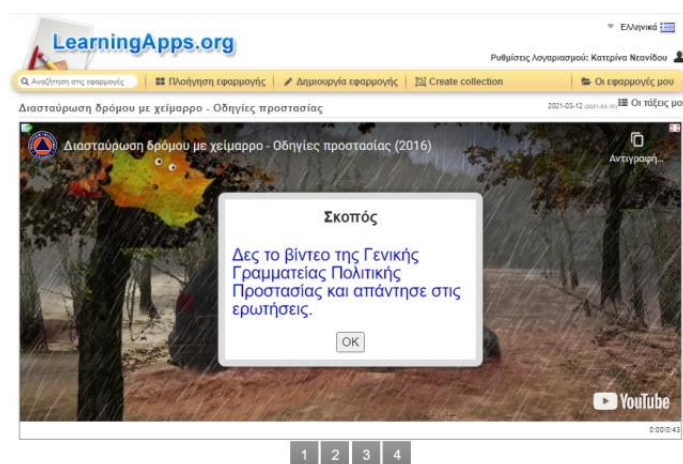 LearningApps.org
Ελληνικά
Ρυθμίσεις λογαριασμού: Κατερίνα Νεανίδου
Αναζήτηση στις εφαρμογές
Πλοήγηση εφαρμογής
Δημιουργία εφαρμογής
Create collection
Οι εφαρμογές μου
Διασταύρωση δρόμου με χείμαρρο - Οδηγίες προστασίας
2021-03-12
Οι τάξεις μο
Διασταύρωση δρόμου με χείμαρρο - Οδηγίες προστασίας (2016)
Αντιγραφή...
Σκοπός
Δες το βίντεο της Γενικής
Γραμματείας Πολιτικής
Προστασίας και απάντησε στις
ερωτήσεις.
OK
YouTube
0:00/0:43
1 2 3 4